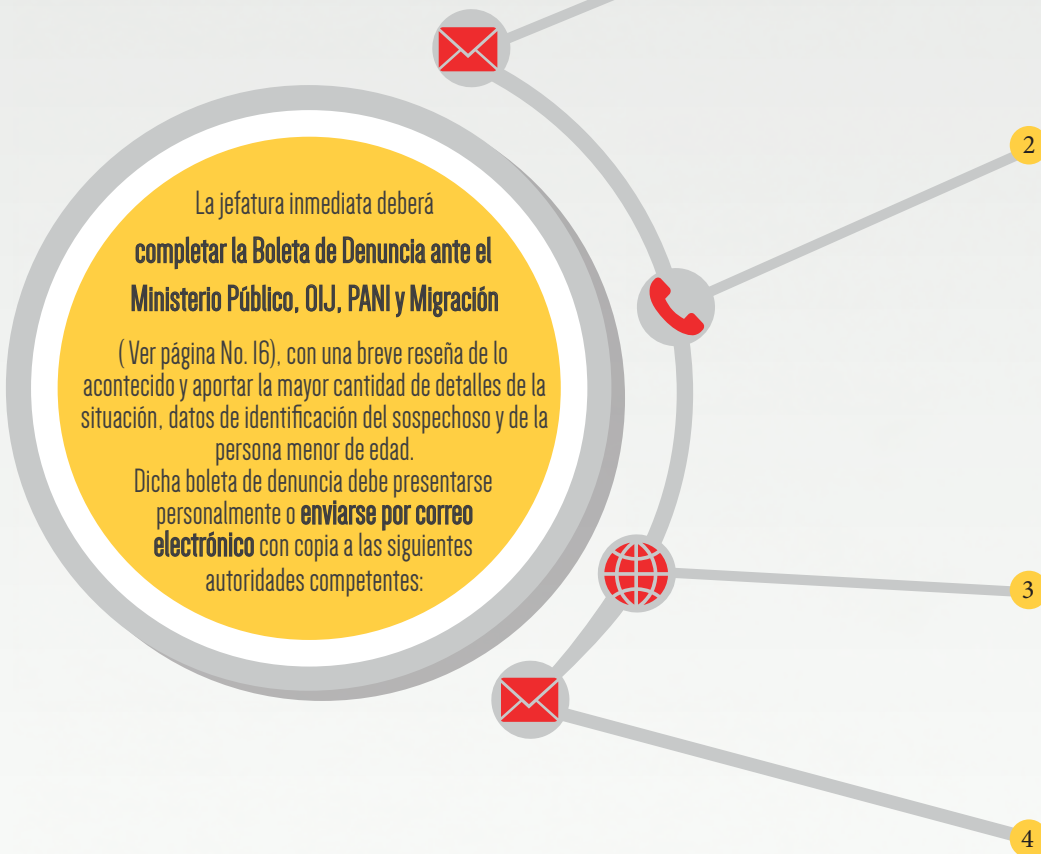 La jefatura inmediata deberá
completar la Boleta de Denuncia ante el
Ministerio Público, OIJ, PANI y Migración
( Ver página No. 16), con una breve reseña de lo
acontecido y aportar la mayor cantidad de detalles de la
situación, datos de identificación del sospechoso y de la
persona menor de edad.
Dicha boleta de denuncia debe presentarse
personalmente o enviarse por correo
electrónico con copia a las siguientes
autoridades competentes:
2
3
4